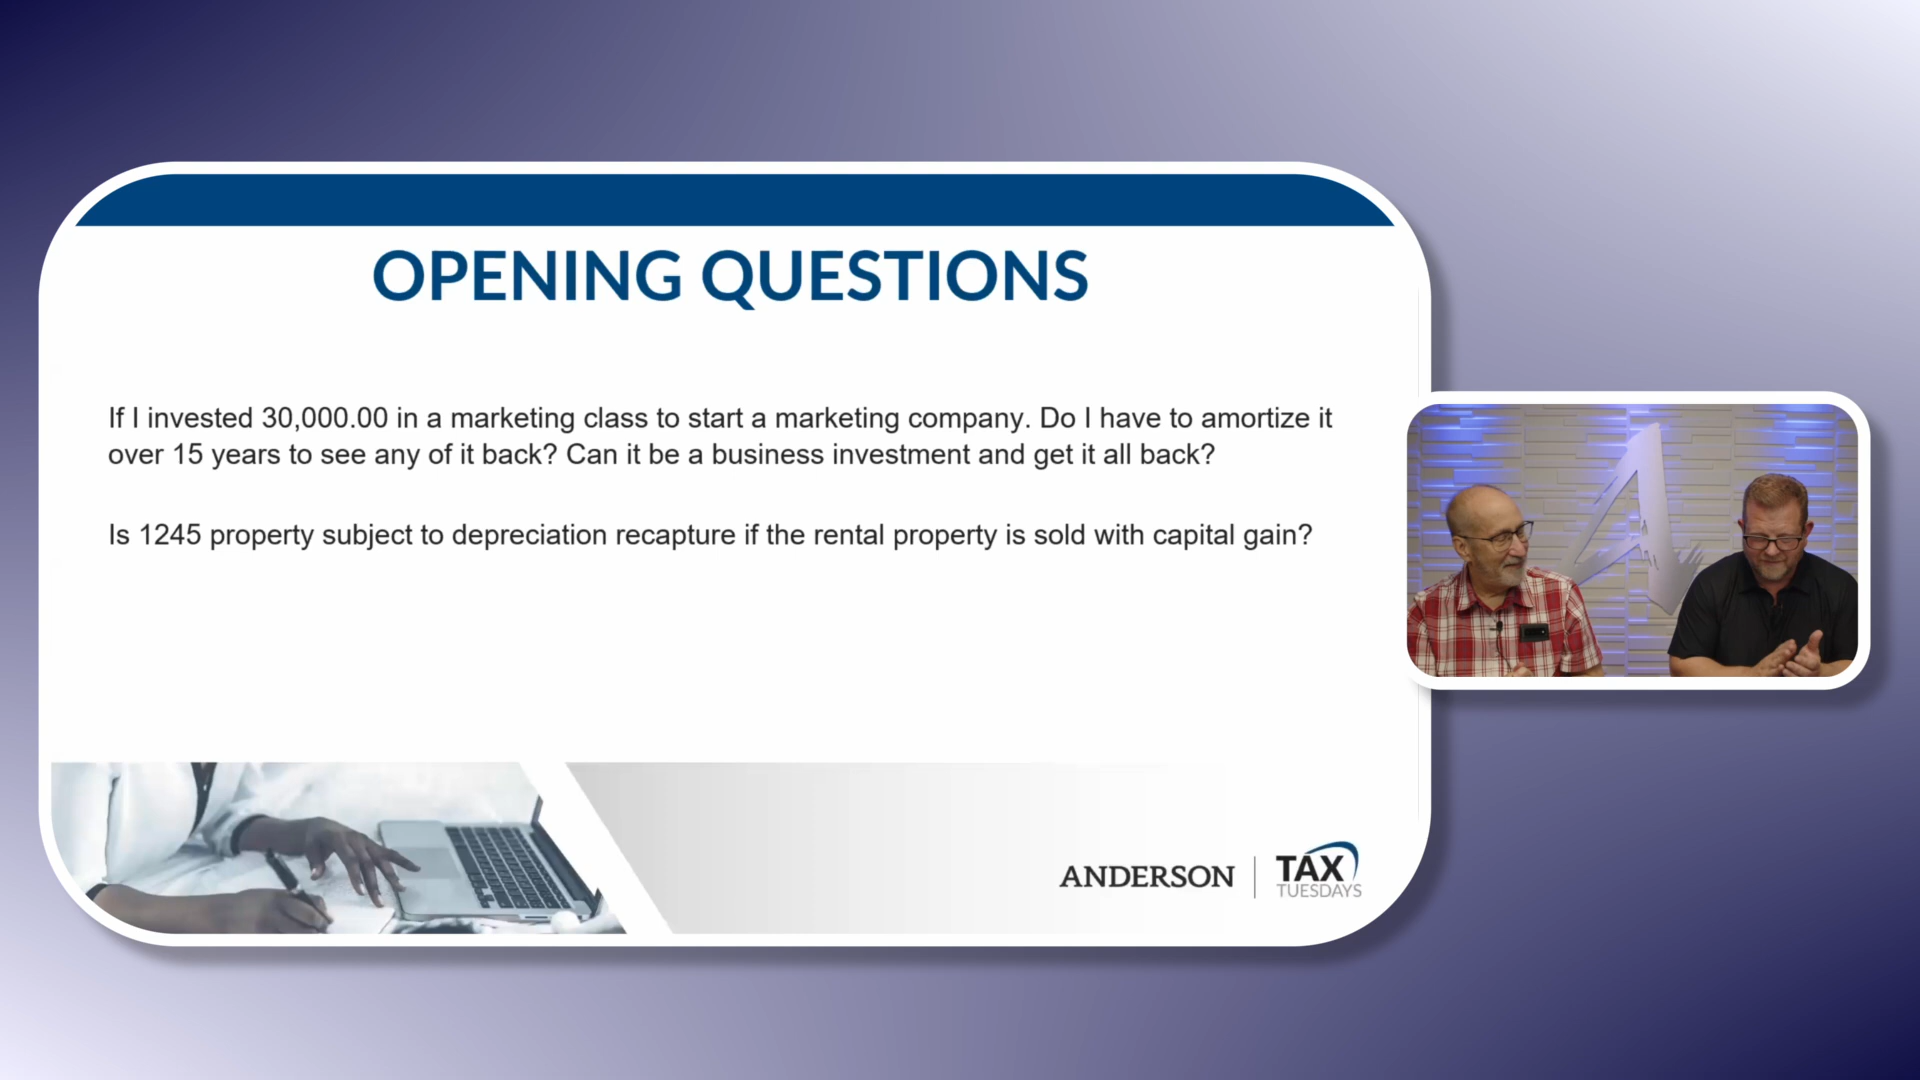 OPENING QUESTIONS
If I invested 30,000.00 in a marketing class to start a marketing company. Do I have to amortize it
over 15 years to see any of it back? Can it be a business investment and get it all back?
Is 1245 property subject to depreciation recapture if the rental property is sold with capital gain?
ANDERSON
TAX
TUESDAYS